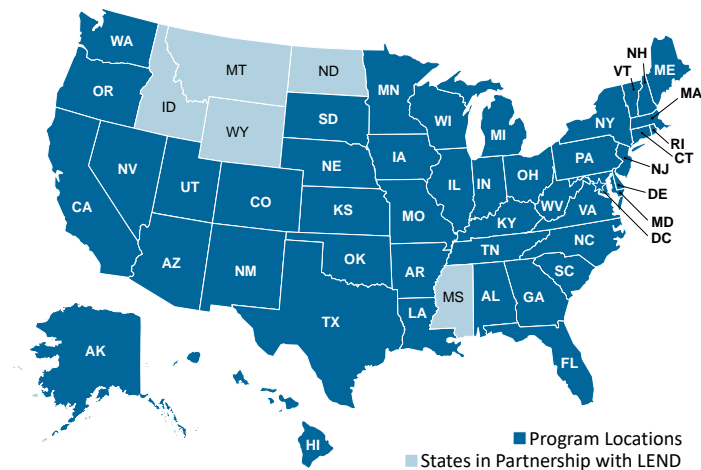 WA
NH
VT
ME
MT
ND
OR
MN
MA
ID
SD
WI
NY
WY
MI
RI
CT
IA
PA
NE
NJ
NV
OH
IL
IN
UT
DE
CO
WV
CA
KS
MO
VA
MD
KY
DC
NC
TN
OK
AZ
NM
AR
SC
MS
AL
GA
LA
TX
AK
FL
HI
Program Locations
States in Partnership with LEND